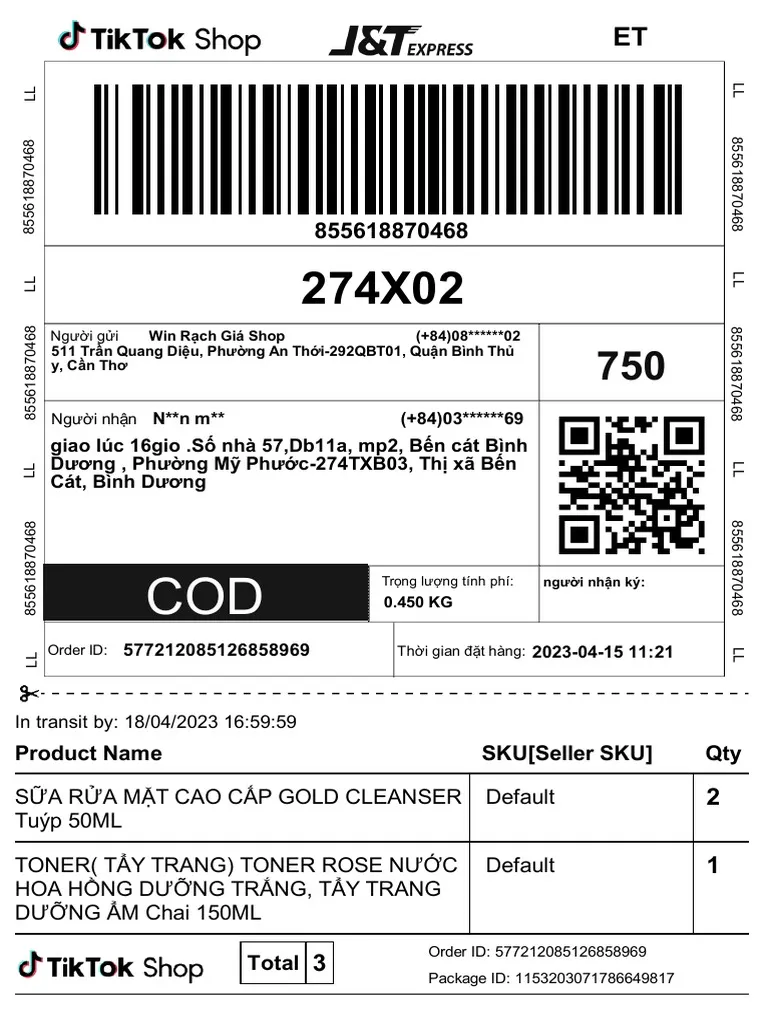 TikTok Shop
J&T EXPRESS
ET
LL
855618870468
LL
855618870468
LL
855618870468
LL
LL
855618870468
LL
855618870468
LL
855618870468
LL
855618870468
274X02
Người gửi Win Rạch Giá Shop (+84)08******02
511 Trần Quang Diệu, Phường An Thới-292QBT01, Quận Bình Thủ
y, Cần Thơ
750
Người nhận N**n m** (+84)03******69
giao lúc 16gio .Số nhà 57,Db11a, mp2, Bến cát Bình
Dương , Phường Mỹ Phước-274TXB03, Thị xã Bến
Cát, Bình Dương
COD
Trọng lượng tính phí:
0.450 KG
người nhận ký:
Order ID: 577212085126858969
Thời gian đặt hàng: 2023-04-15 11:21
In transit by: 18/04/2023 16:59:59
Product Name SKU[Seller SKU] Qty
SỮA RỬA MẶT CAO CẤP GOLD CLEANSER Default 2
Tuýp 50ML
TONER( TẨY TRANG) TONER ROSE NƯỚC Default 1
HOA HỒNG DƯỠNG TRẮNG, TẨY TRANG
DƯỠNG ẨM Chai 150ML
TikTok Shop
Total 3
Order ID: 577212085126858969
Package ID: 1153203071786649817